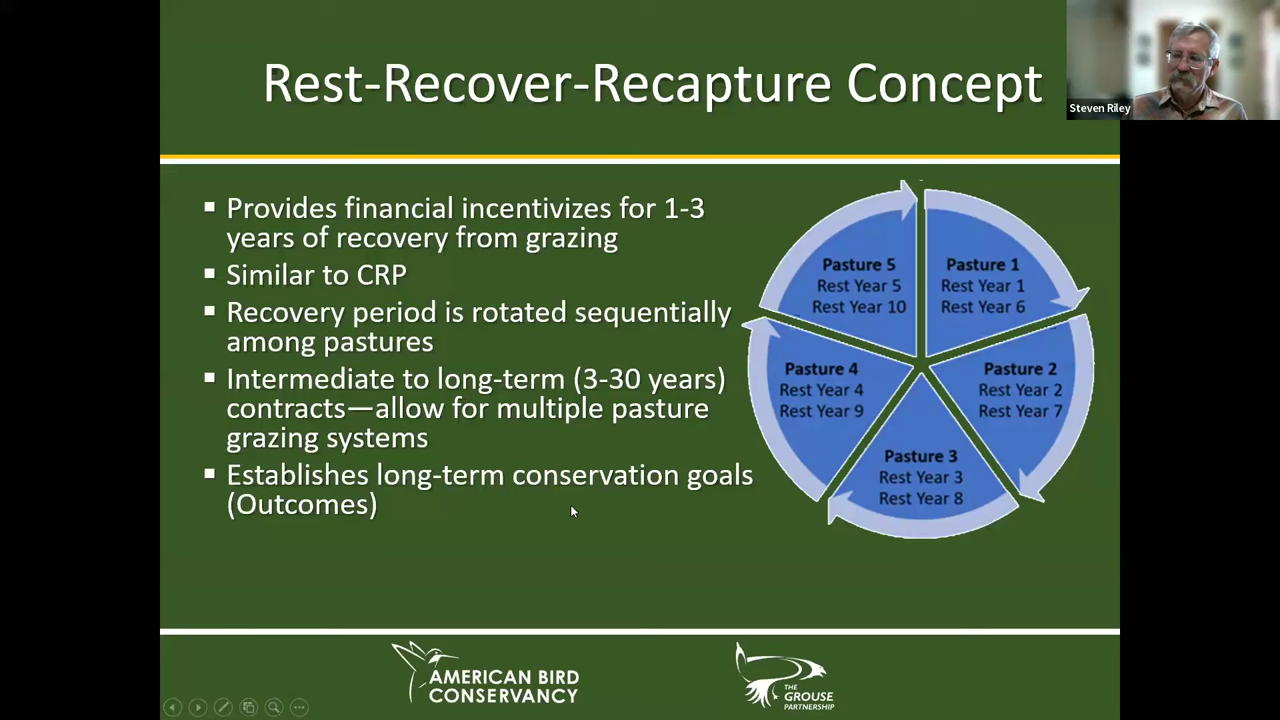 Rest-Recover-Recapture Concept
Steven Riley
Provides financial incentivizes for 1-3
years of recovery from grazing
Similar to CRP
Recovery period is rotated sequentially
among pastures
Intermediate to long-term (3-30 years)
contracts—allow for multiple pasture
grazing systems
Establishes long-term conservation goals
(Outcomes)
Pasture 5
Rest Year 5
Rest Year 10
Pasture 1
Rest Year 1
Rest Year 6
Pasture 4
Rest Year 4
Rest Year 9
Pasture 2
Rest Year 2
Rest Year 7
Pasture 3
Rest Year 3
Rest Year 8
AMERICAN BIRD
CONSERVANCY
THE
GROUSE
PARTNERSHIP